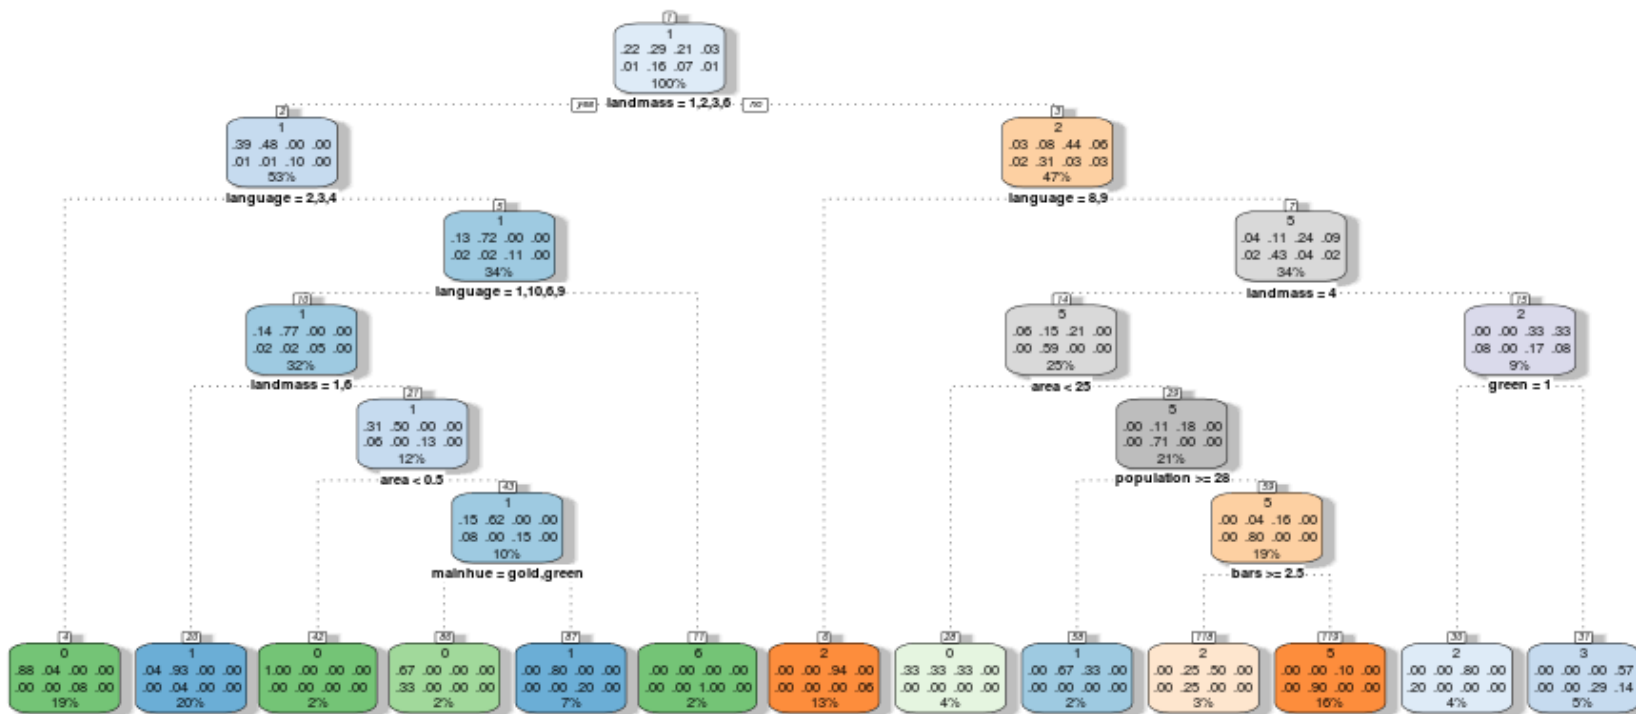 1
1
.22 .29 .21 .03
.01 .16 .07 .01
100%
yes landmass = 1,2,3,6 no
2
1
.39 .48 .00 .00
.01 .01 .10 .00
53%
language = 2,3,4
3
2
.03 .08 .44 .06
.02 .31 .03 .03
47%
language = 8,9
5
1
.13 .72 .00 .00
.02 .02 .11 .00
34%
language = 1,10,6,9
7
5
.04 .11 .24 .09
.02 .43 .04 .02
34%
landmass = 4
10
1
.14 .77 .00 .00
.02 .02 .05 .00
32%
landmass = 1,6
14
5
.06 .15 .21 .00
.00 .59 .00 .00
25%
area < 25
15
2
.00 .00 .33 .33
.08 .00 .17 .08
9%
green = 1
21
1
.31 .50 .00 .00
.06 .00 .13 .00
12%
area < 0.5
29
5
.00 .11 .18 .00
.00 .71 .00 .00
21%
population >= 28
43
1
.15 .62 .00 .00
.08 .00 .15 .00
10%
mainhue = gold,green
59
5
.00 .04 .16 .00
.00 .80 .00 .00
19%
bars >= 2.5
4
0
.88 .04 .00 .00
.00 .00 .08 .00
19%
20
1
.04 .93 .00 .00
.00 .04 .00 .00
20%
42
0
1.00 .00 .00 .00
.00 .00 .00 .00
2%
86
0
.67 .00 .00 .00
.33 .00 .00 .00
2%
87
1
.00 .80 .00 .00
.00 .00 .20 .00
7%
11
6
.00 .00 .00 .00
.00 .00 1.00 .00
2%
6
2
.00 .00 .94 .00
.00 .00 .00 .06
13%
28
0
.33 .33 .33 .00
.00 .00 .00 .00
4%
58
1
.00 .67 .33 .00
.00 .00 .00 .00
2%
118
2
.00 .25 .50 .00
.00 .25 .00 .00
3%
119
5
.00 .00 .10 .00
.00 .90 .00 .00
16%
30
2
.00 .00 .80 .00
.20 .00 .00 .00
4%
31
3
.00 .00 .00 .57
.00 .00 .29 .14
5%